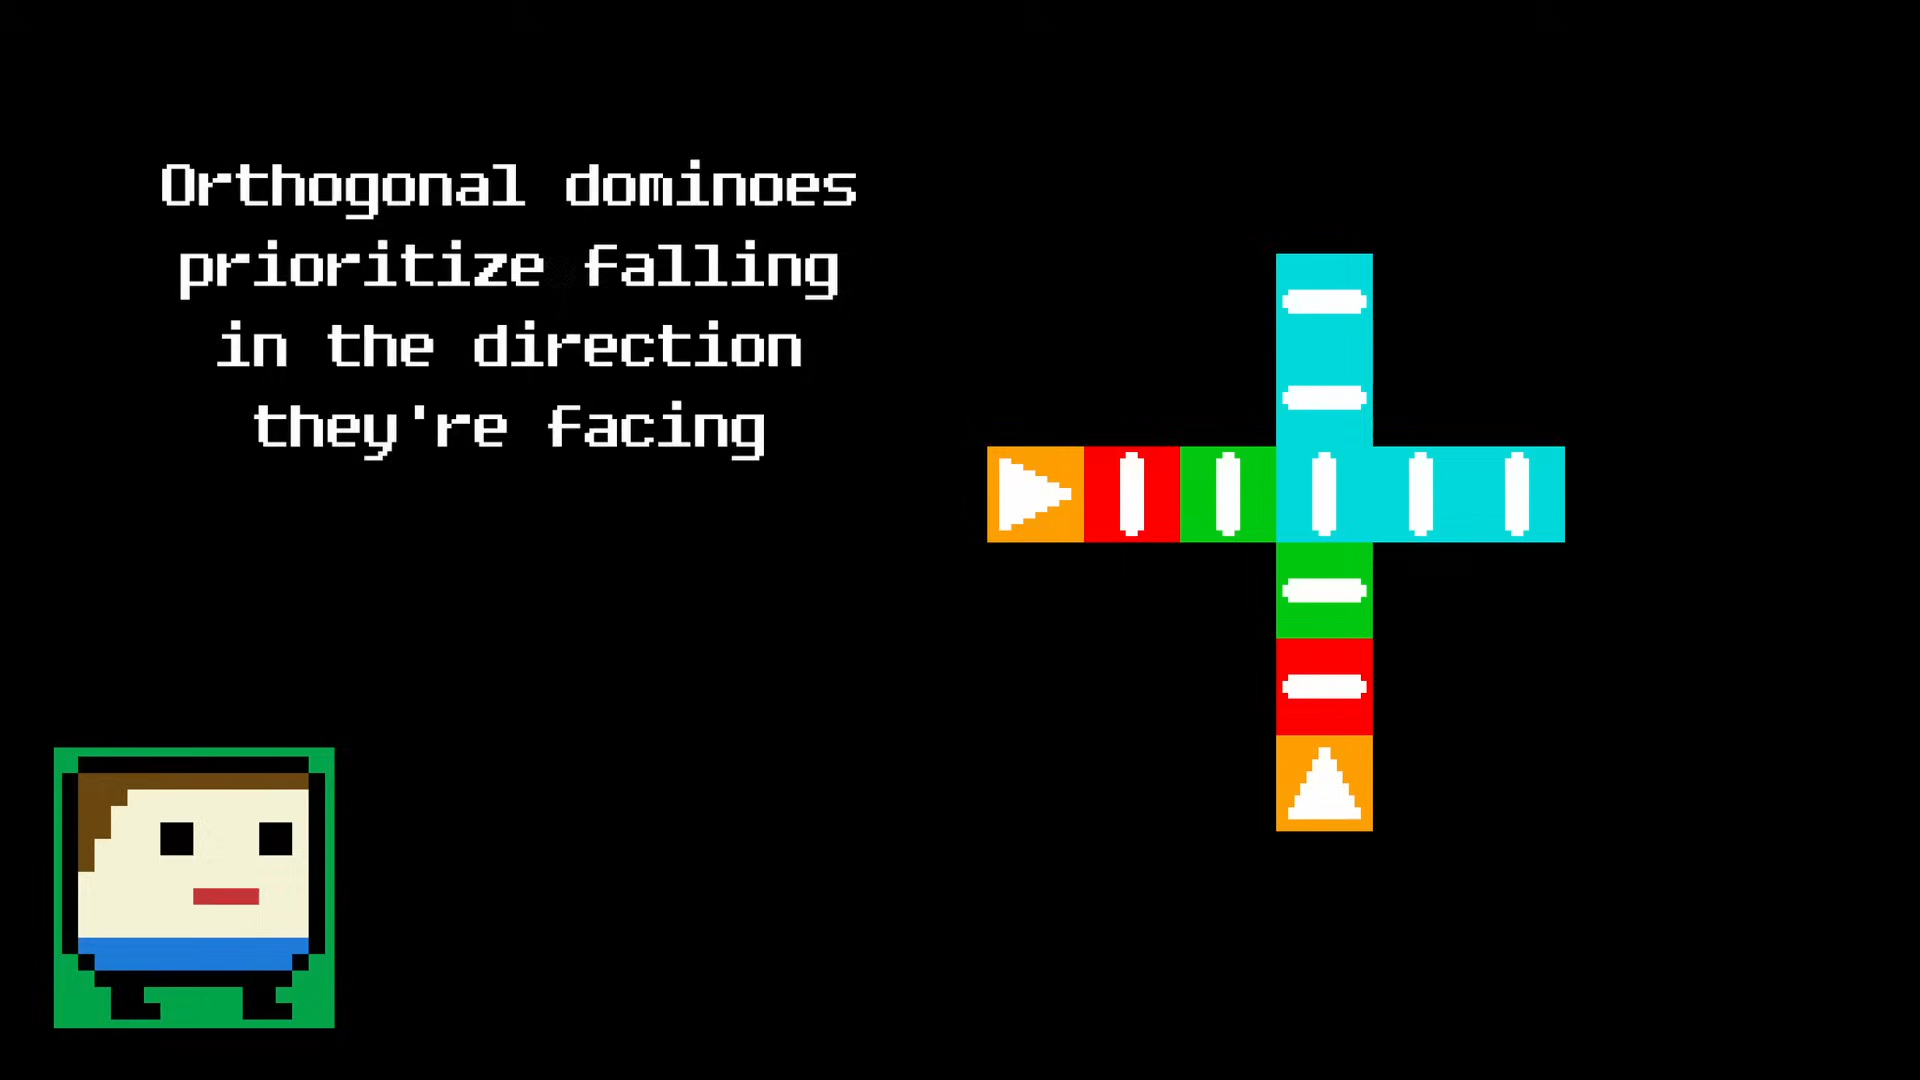 Orthogonal dominoes
prioritize falling
in the direction
they're facing